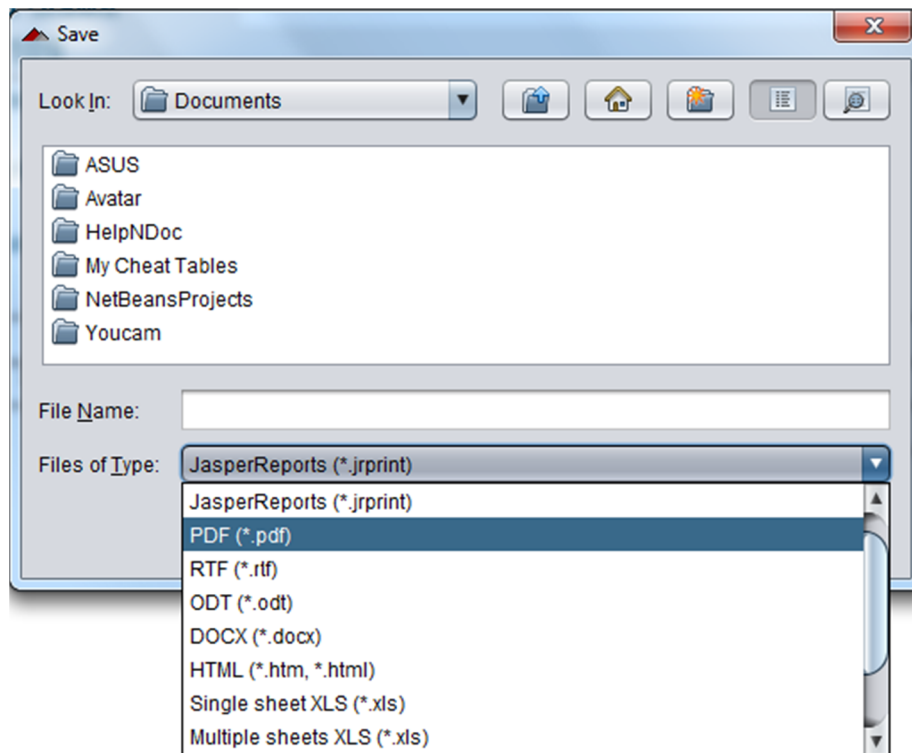 Save
Look In: Documents
ASUS
Avatar
HelpNDoc
My Cheat Tables
NetBeansProjects
Youcam
File Name:
Files of Type: JasperReports (*.jrprint)
JasperReports (*.jrprint)
PDF (*.pdf)
RTF (*.rtf)
ODT (*.odt)
DOCX (*.docx)
HTML (*.htm, *.html)
Single sheet XLS (*.xls)
Multiple sheets XLS (*.xls)